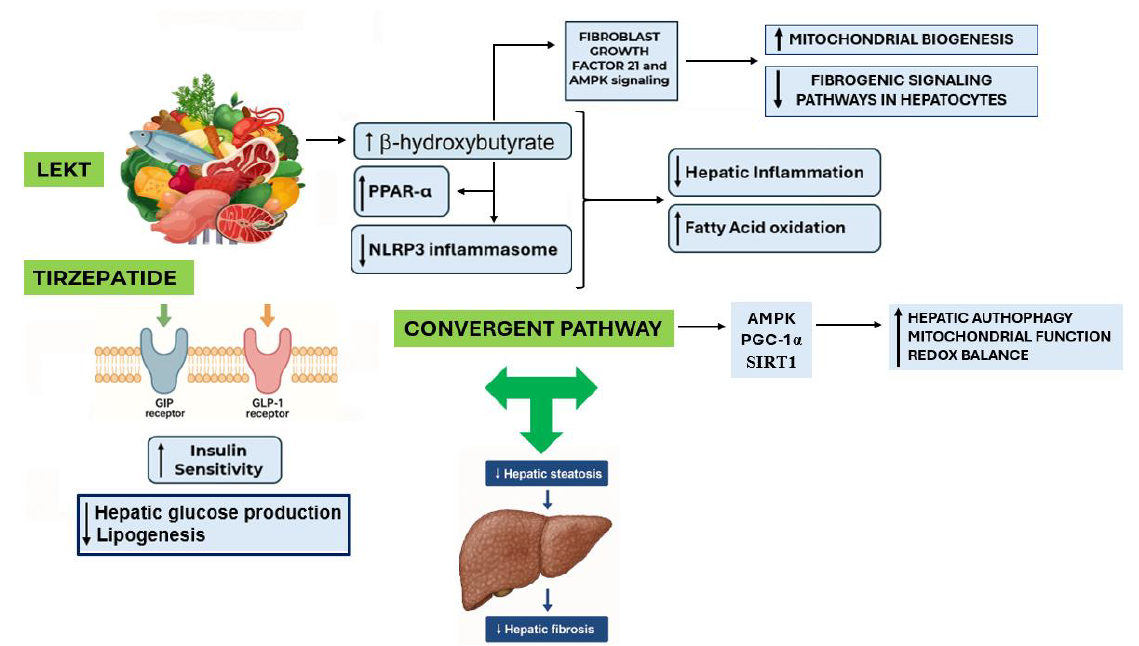 FIBROBLAST
GROWTH
FACTOR 21 and
AMPK signaling
↑ MITOCHONDRIAL BIOGENESIS
↓ FIBROGENIC SIGNALING
PATHWAYS IN HEPATOCYTES
LEKT
↑ β-hydroxybutyrate
↑ PPAR-α
↓ NLRP3 inflammasome
↓ Hepatic Inflammation
↑ Fatty Acid oxidation
TIRZEPATIDE
GIP
receptor
GLP-1
receptor
↑ Insulin
Sensitivity
↓ Hepatic glucose production
Lipogenesis
CONVERGENT PATHWAY
AMPK
PGC-1α
SIRT1
↑ HEPATIC AUTHOPHAGY
MITOCHONDRIAL FUNCTION
REDOX BALANCE
↓ Hepatic steatosis
↓ Hepatic fibrosis